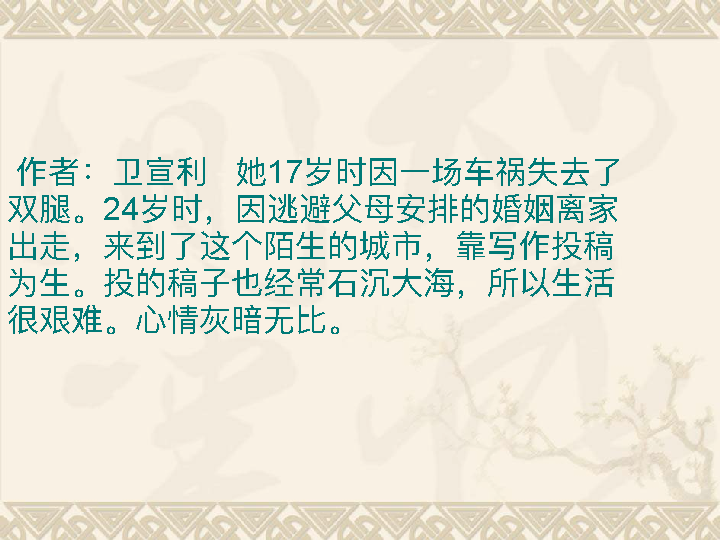 作者：卫宣利 她17岁时因一场车祸失去了
双腿。24岁时，因逃避父母安排的婚姻离家
出走，来到了这个陌生的城市，靠写作投稿
为生。投的稿子也经常石沉大海，所以生活
很艰难。心情灰暗无比。